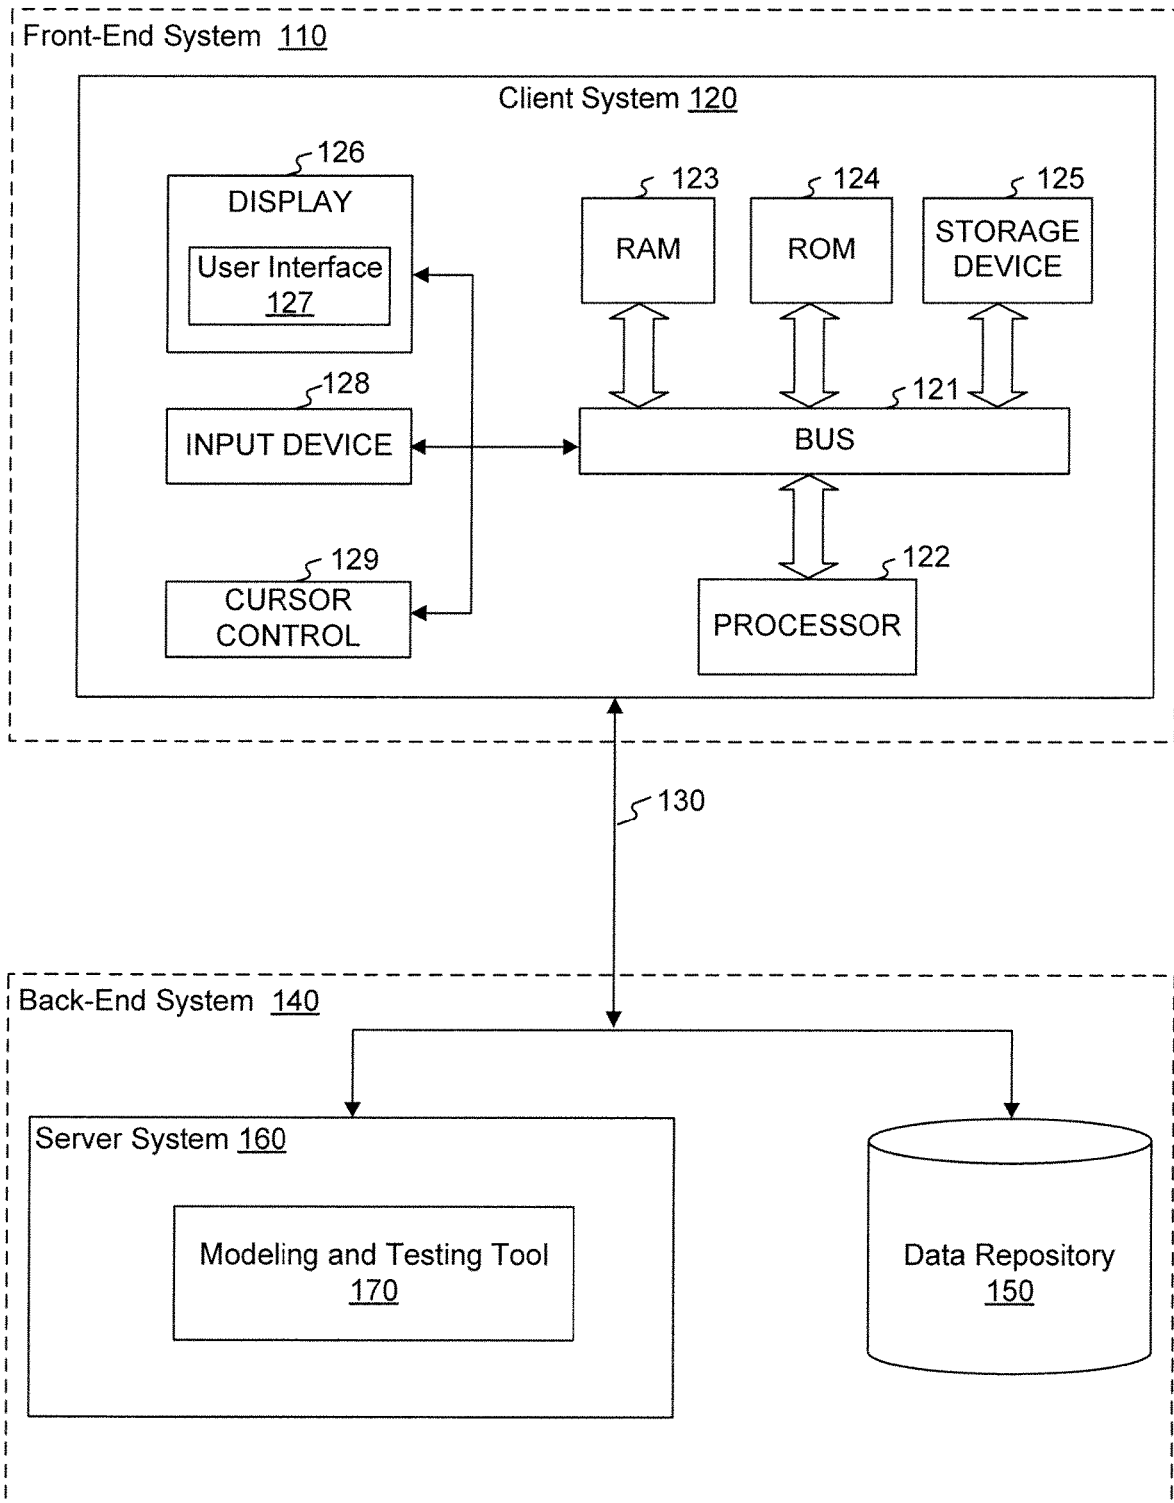 Front-End System 110
Client System 120
126
DISPLAY
User Interface
127
123
RAM
124
ROM
125
STORAGE
DEVICE
128
INPUT DEVICE
121
BUS
129
CURSOR
CONTROL
122
PROCESSOR
130
Back-End System 140
Server System 160
Modeling and Testing Tool
170
Data Repository
150